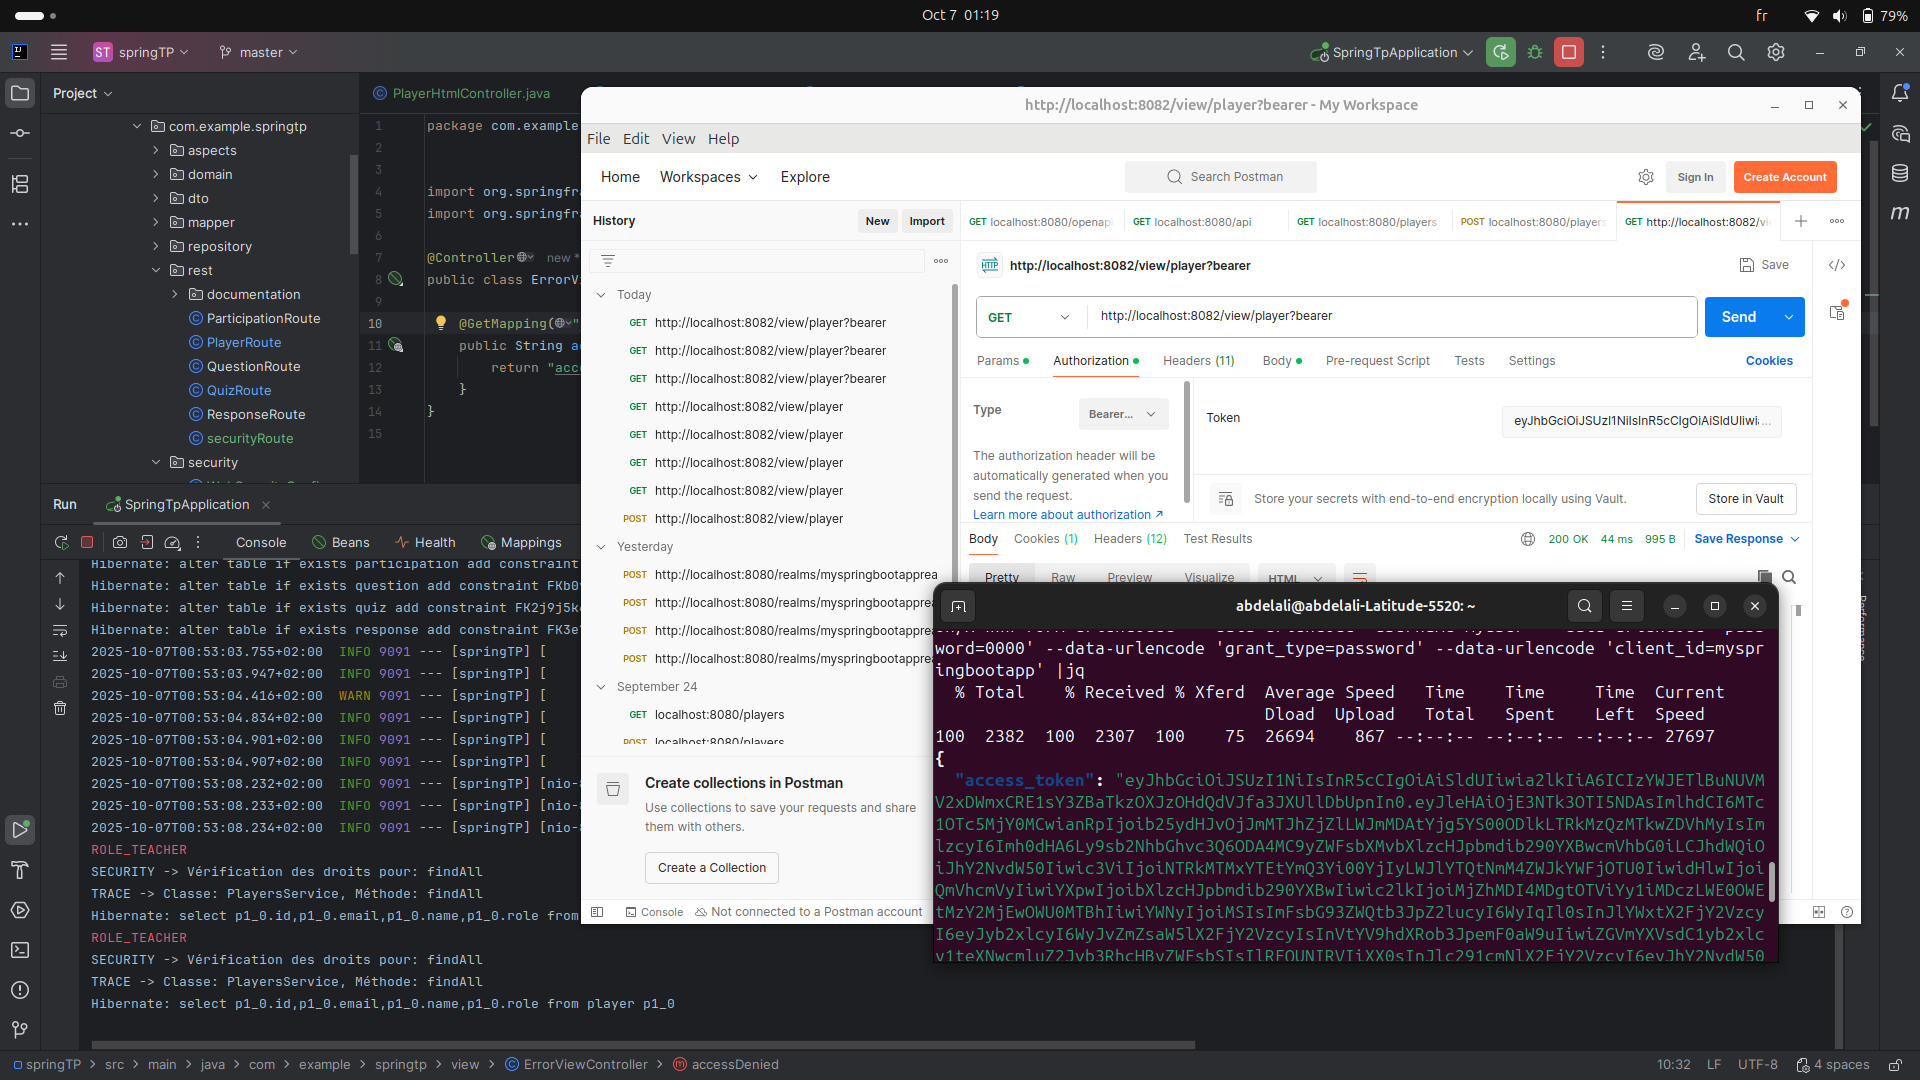 Oct 7 01:19
fr
79%
ST springTP
master
SpringTpApplication
Project
com.example.springtp
aspects
domain
dto
mapper
repository
rest
documentation
ParticipationRoute
PlayerRoute
QuestionRoute
QuizRoute
ResponseRoute
securityRoute
security
PlayerHtmlController.java
1 package com.example
2
3
4 import org.springfra
5 import org.springfra
6
7 @Controller new *
8 public class ErrorVi
9
10 @GetMapping("
11 public String a
12 return "acce
13 }
14 }
15
Run
SpringTpApplication
Console
Beans
Health
Mappings
Hibernate: alter table if exists participation add constraint
Hibernate: alter table if exists question add constraint FKb0
Hibernate: alter table if exists quiz add constraint FK2j9j5k
Hibernate: alter table if exists response add constraint FK3e
2025-10-07T00:53:03.755+02:00 INFO 9091 --- [springTP] [
2025-10-07T00:53:03.947+02:00 INFO 9091 --- [springTP] [
2025-10-07T00:53:04.416+02:00 WARN 9091 --- [springTP] [
2025-10-07T00:53:04.834+02:00 INFO 9091 --- [springTP] [
2025-10-07T00:53:04.901+02:00 INFO 9091 --- [springTP] [
2025-10-07T00:53:04.907+02:00 INFO 9091 --- [springTP] [
2025-10-07T00:53:08.232+02:00 INFO 9091 --- [springTP] [nio-
2025-10-07T00:53:08.233+02:00 INFO 9091 --- [springTP] [nio-
2025-10-07T00:53:08.234+02:00 INFO 9091 --- [springTP] [nio-
ROLE_TEACHER
SECURITY -> Vérification des droits pour: findAll
TRACE -> Classe: PlayersService, Méthode: findAll
Hibernate: select p1_0.id,p1_0.email,p1_0.name,p1_0.role from
ROLE_TEACHER
SECURITY -> Vérification des droits pour: findAll
TRACE -> Classe: PlayersService, Méthode: findAll
Hibernate: select p1_0.id,p1_0.email,p1_0.name,p1_0.role from player p1_0
springTP > src > main > java > com > example > springtp > view > ErrorViewController > accessDenied
10:32 LF UTF-8 4 spaces
http://localhost:8082/view/player?bearer - My Workspace
File Edit View Help
Home Workspaces Explore
Search Postman
Sign In
Create Account
History
New
Import
Today
GET http://localhost:8082/view/player?bearer
GET http://localhost:8082/view/player?bearer
GET http://localhost:8082/view/player?bearer
GET http://localhost:8082/view/player
GET http://localhost:8082/view/player
GET http://localhost:8082/view/player
GET http://localhost:8082/view/player
POST http://localhost:8082/view/player
Yesterday
POST http://localhost:8080/realms/myspringbootapprea
POST http://localhost:8080/realms/myspringbootapprea
POST http://localhost:8080/realms/myspringbootapprea
POST http://localhost:8080/realms/myspringbootapprea
September 24
GET localhost:8080/players
POST localhost:8080/players
Create collections in Postman
Use collections to save your requests and share
them with others.
Create a Collection
Console
Not connected to a Postman account
GET localhost:8080/openapi
GET localhost:8080/api
GET localhost:8080/players
POST localhost:8080/players
GET http://localhost:8082/vi
HTTP http://localhost:8082/view/player?bearer
Save
GET http://localhost:8082/view/player?bearer
Send
Params Authorization Headers (11) Body Pre-request Script Tests Settings
Cookies
Type
Bearer...
The authorization header will be
automatically generated when you
send the request.
Learn more about authorization ↗
Token
Store your secrets with end-to-end encryption locally using Vault.
Store in Vault
Body Cookies (1) Headers (12) Test Results
200 OK 44 ms 995 B Save Response
Pretty Raw Preview Visualize HTML
abdelali@abdelali-Latitude-5520: ~
word=0000' --data-urlencode 'grant_type=password' --data-urlencode 'client_id=myspr
ingbootapp' |jq
% Total % Received % Xferd Average Speed Time Time Time Current
Dload Upload Total Spent Left Speed
100 2382 100 2307 100 75 26694 867 --:--:-- --:--:-- --:--:-- 27697
{
"access_token":